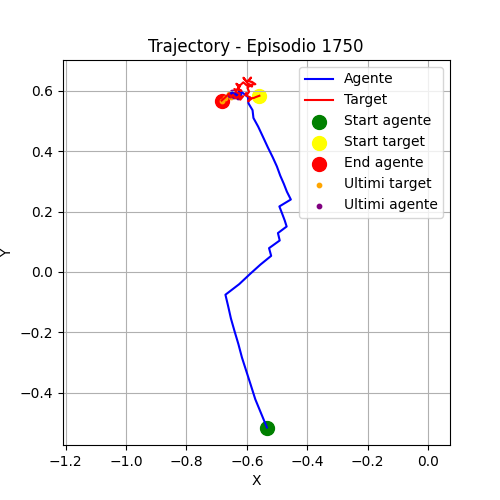 Trajectory - Episodio 1750
Agente
Target
Start agente
Start target
End agente
Ultimi target
Ultimi agente
0.6
0.4
0.2
0.0
−0.2
−0.4
Y
−1.2
−1.0
−0.8
−0.6
−0.4
−0.2
0.0
X